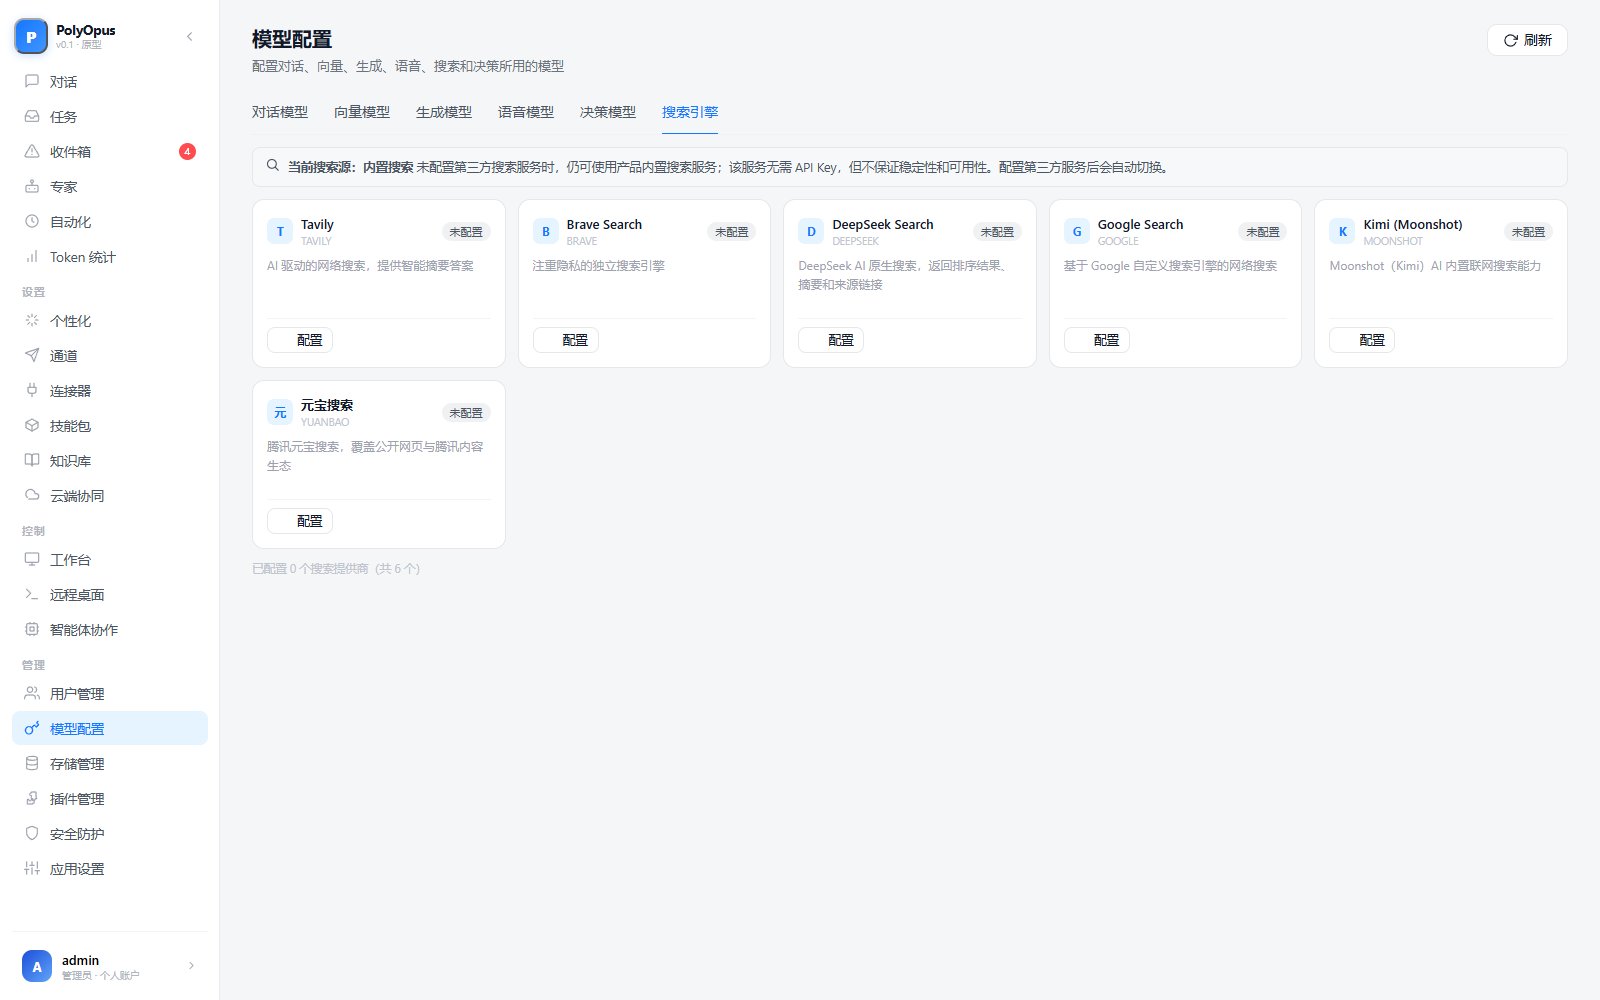 P
PolyOpus
v0.1 · 原型
对话
任务
收件箱
4
专家
自动化
Token 统计
设置
个性化
通道
连接器
技能包
知识库
云端协同
控制
工作台
远程桌面
智能体协作
管理
用户管理
模型配置
存储管理
插件管理
安全防护
应用设置
A
admin
管理员 · 个人账户
模型配置
配置对话、向量、生成、语音、搜索和决策所用的模型
刷新
对话模型 向量模型 生成模型 语音模型 决策模型 搜索引擎
当前搜索源：内置搜索 未配置第三方搜索服务时，仍可使用产品内置搜索服务；该服务无需 API Key，但不保证稳定性和可用性。配置第三方服务后会自动切换。
T
Tavily
TAVILY
未配置
AI 驱动的网络搜索，提供智能摘要答案
配置
B
Brave Search
BRAVE
未配置
注重隐私的独立搜索引擎
配置
D
DeepSeek Search
DEEPSEEK
未配置
DeepSeek AI 原生搜索，返回排序结果、
摘要和来源链接
配置
G
Google Search
GOOGLE
未配置
基于 Google 自定义搜索引擎的网络搜索
配置
K
Kimi (Moonshot)
MOONSHOT
未配置
Moonshot（Kimi）AI 内置联网搜索能力
配置
元
元宝搜索
YUANBAO
未配置
腾讯元宝搜索，覆盖公开网页与腾讯内容
生态
配置
已配置 0 个搜索提供商（共 6 个）